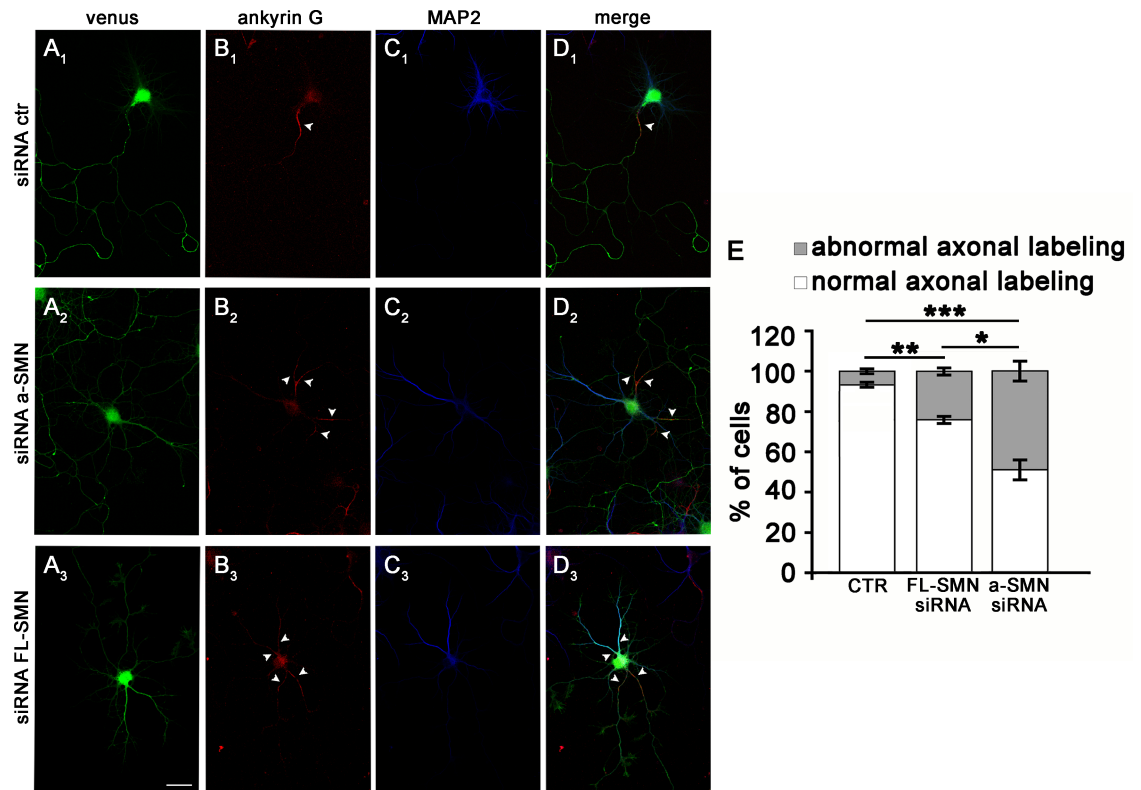 venus ankyrin G MAP2 merge
siRNA ctr
A1 B1 C1 D1
siRNA a-SMN
A2 B2 C2 D2
siRNA FL-SMN
A3 B3 C3 D3
E
abnormal axonal labeling
normal axonal labeling
***
** *
% of cells
120
100
80
60
40
20
0
CTR FL-SMN a-SMN
siRNA siRNA